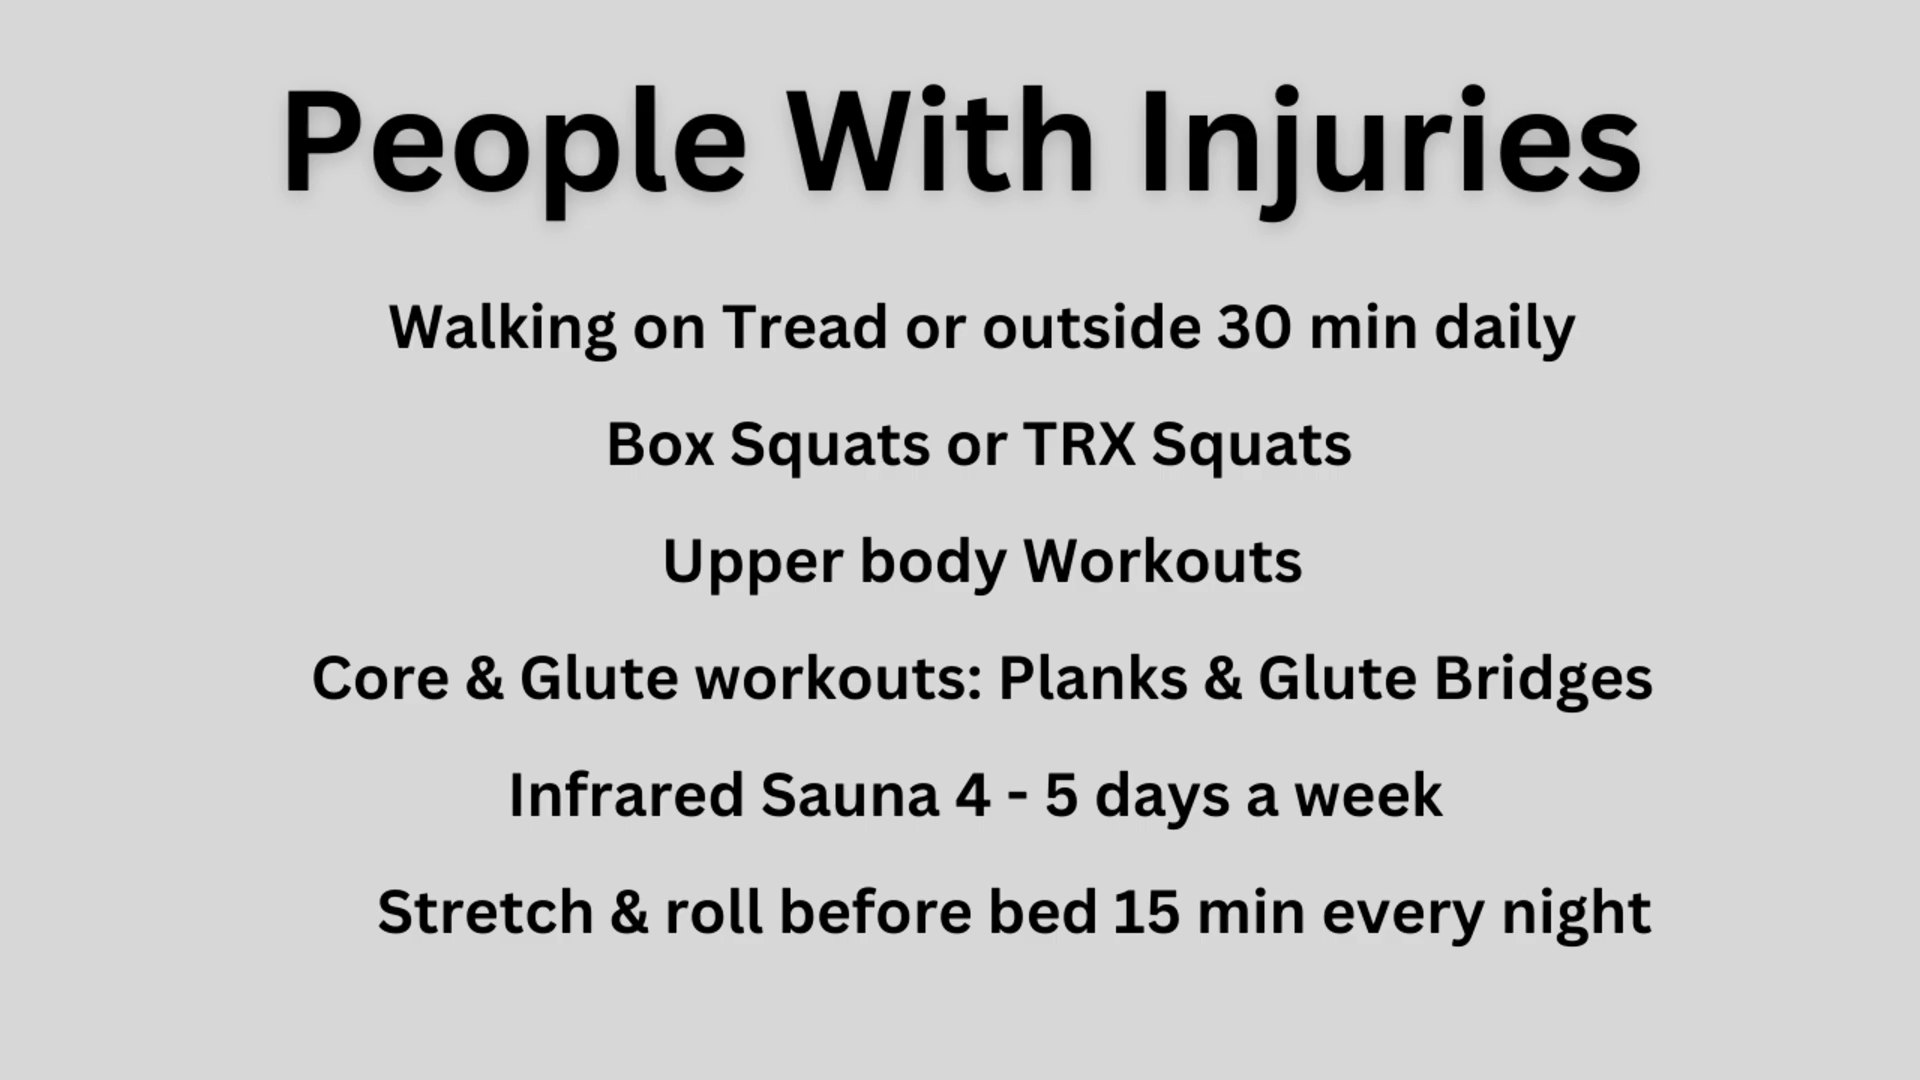 People With Injuries
Walking on Tread or outside 30 min daily
Box Squats or TRX Squats
Upper body Workouts
Core & Glute workouts: Planks & Glute Bridges
Infrared Sauna 4 - 5 days a week
Stretch & roll before bed 15 min every night